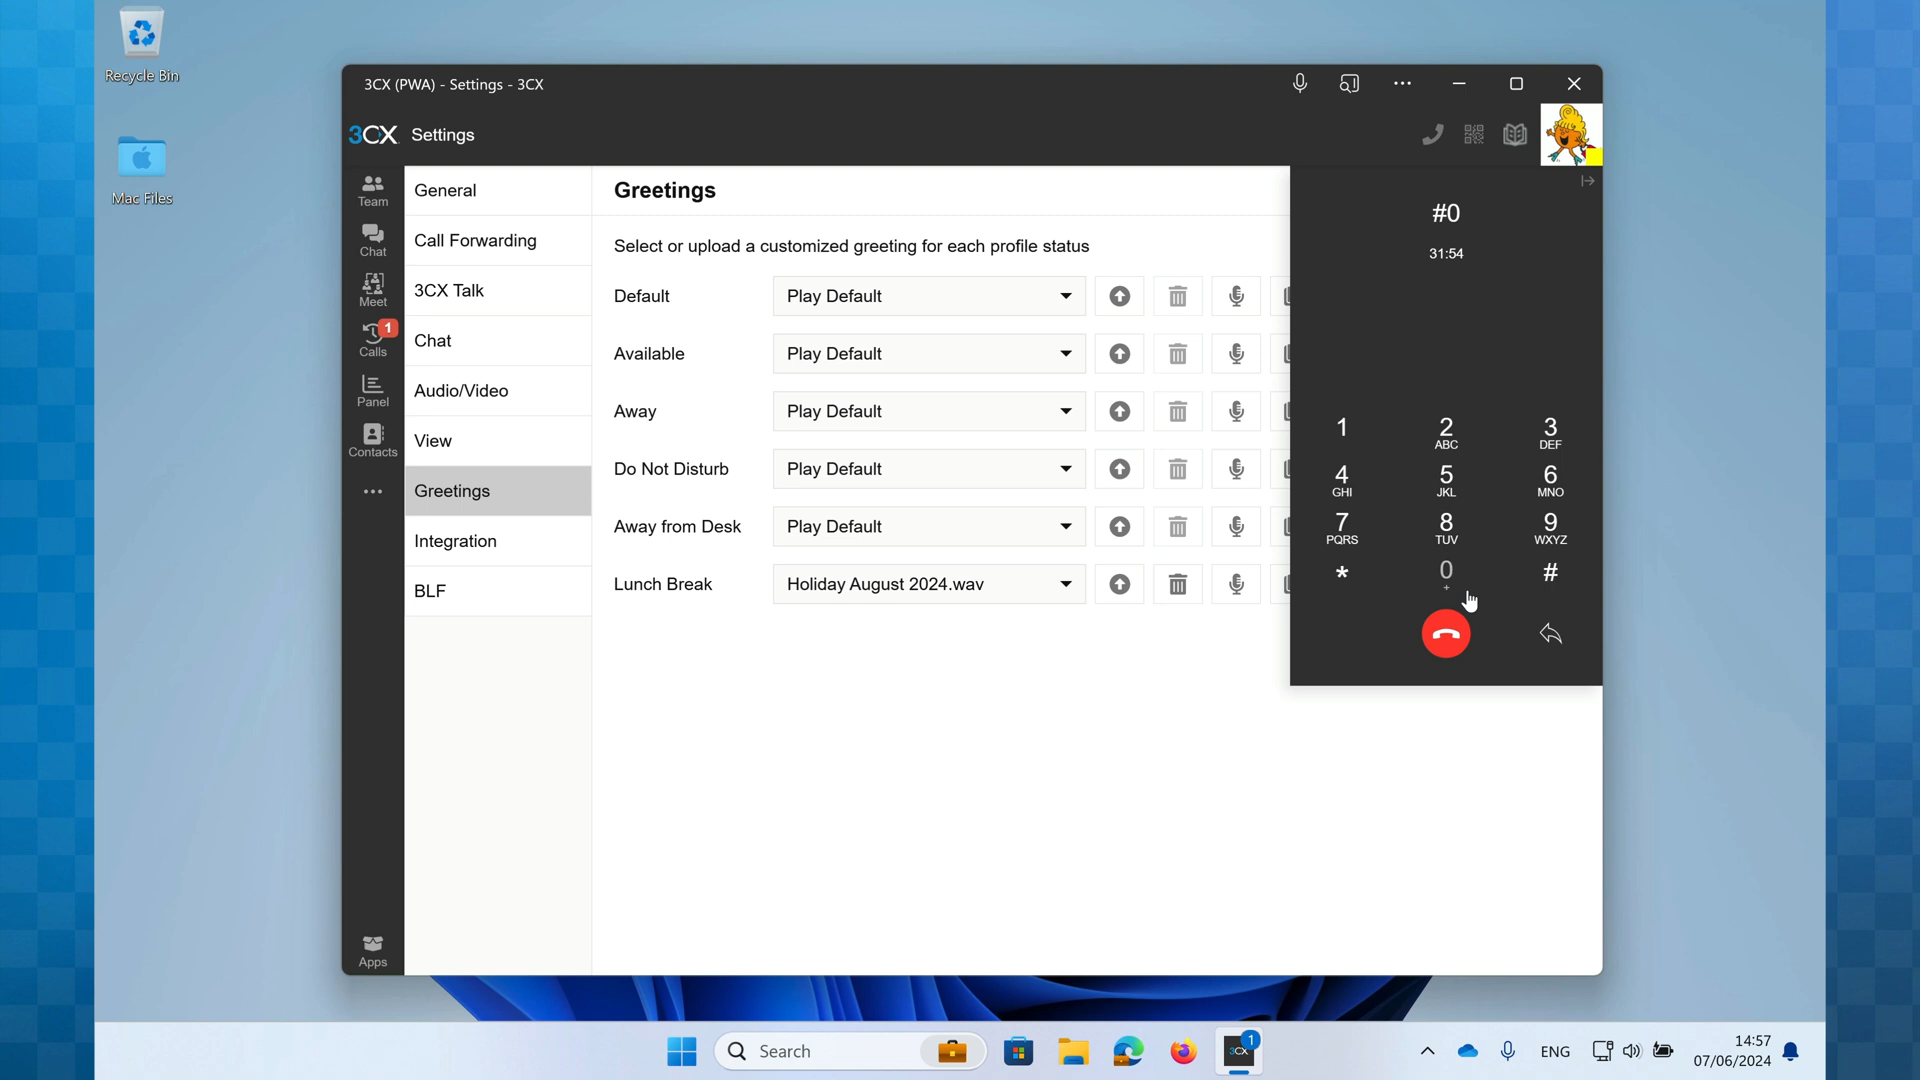 Recycle Bin
Mac Files
3CX (PWA) - Settings - 3CX
3CX Settings
Team
Chat
Meet
1
Calls
Panel
Contacts
Apps
General
Call Forwarding
3CX Talk
Chat
Audio/Video
View
Greetings
Integration
BLF
Greetings
Select or upload a customized greeting for each profile status
Default Play Default
Available Play Default
Away Play Default
Do Not Disturb Play Default
Away from Desk Play Default
Lunch Break Holiday August 2024.wav
#0
31:54
1 2 3
ABC DEF
4 5 6
GHI JKL MNO
7 8 9
PQRS TUV WXYZ
* 0 #
+
Search
3CX 1
ENG
14:57
07/06/2024